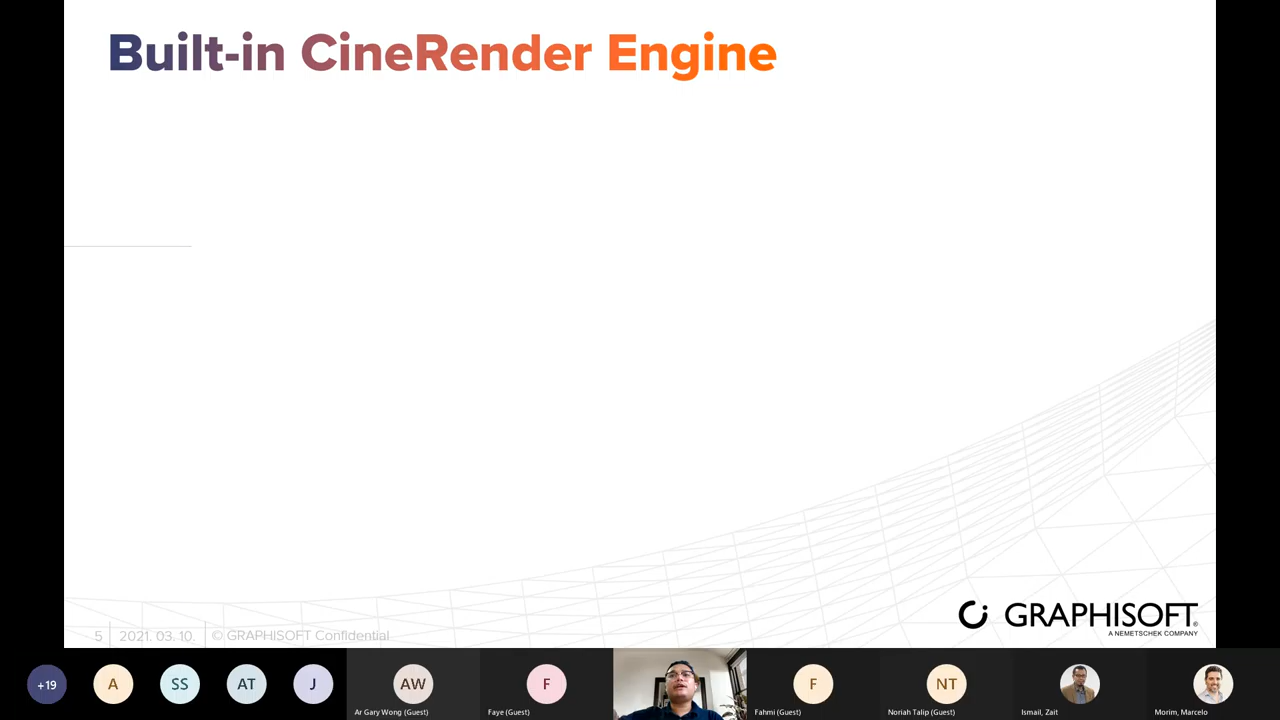 Built-in CineRender Engine
GRAPHISOFT®
A NEMETSCHEK COMPANY
5 2021. 03. 10. © GRAPHISOFT Confidential
+19 A SS AT J AW F F NT
Ar Gary Wong (Guest) Faye (Guest) Fahmi (Guest) Noriah Talip (Guest) Ismail, Zait Morim, Marcelo